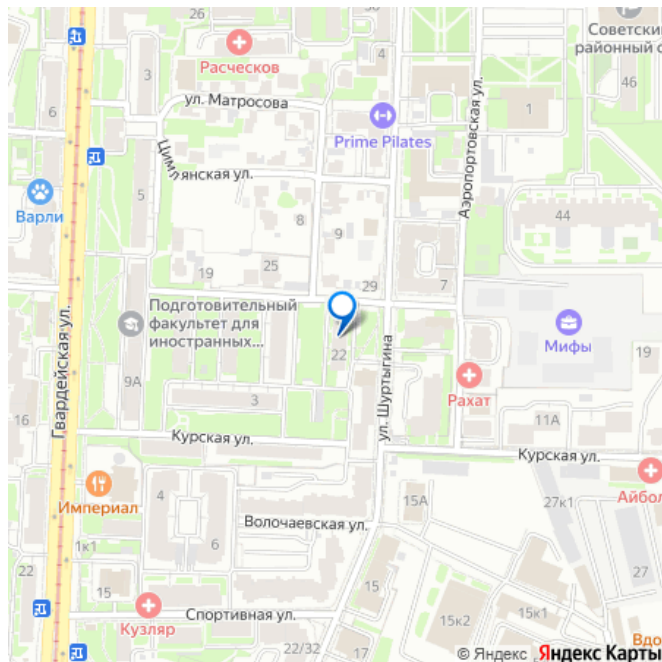 Советски
районный с
3
Расческов
4
46
6
ул. Матросова
1
Prime Pilates
Аэропортовская ул.
Цимлянская ул.
5
Варли
8
9
44
19
25
29
7
Подготовительный
факультет для
иностранных...
22
ул. Шуртыгина
Мифы
19
9А
3
Рахат
Гвардейская ул.
16
11А
Курская ул.
Курская ул.
Айбол
Империал
4
15А
27к1
Волочаевская ул.
6
1к1
22
15
15
27
Кузляр
Спортивная ул.
15к2
15к1
22/32
17
Вдо
© Яндекс Яндекс Карты